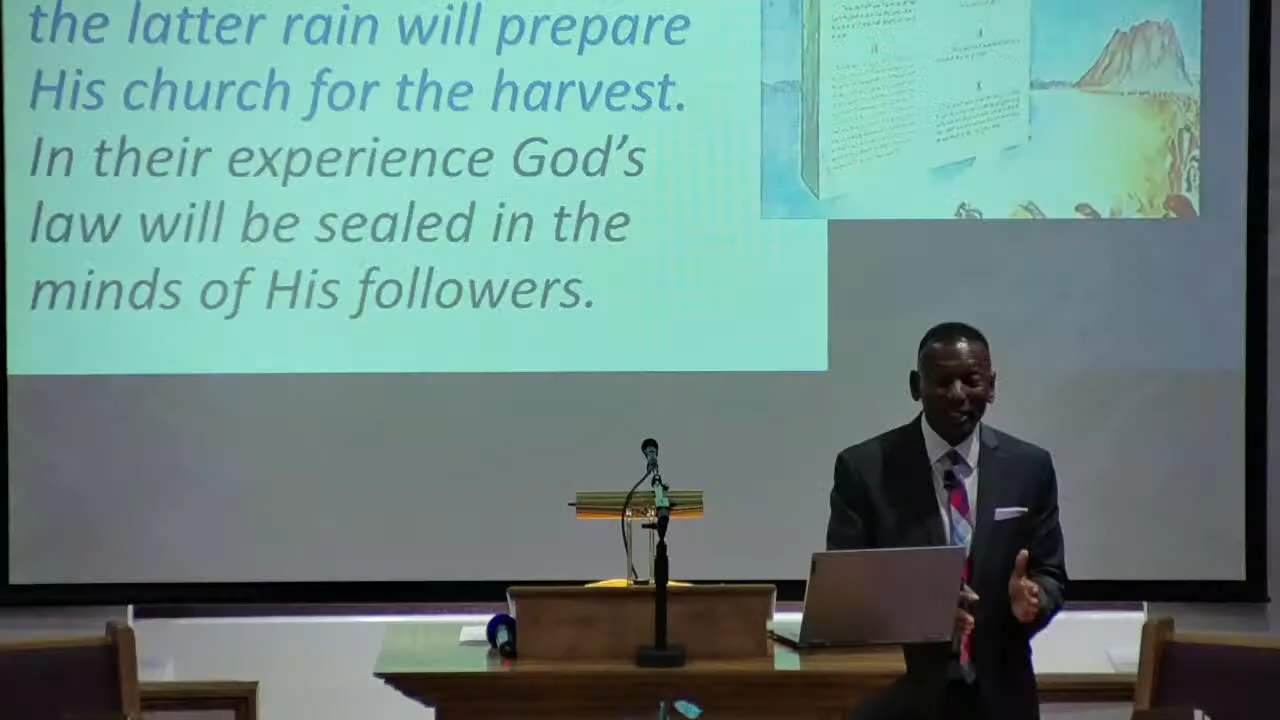 the latter rain will prepare
His church for the harvest.
In their experience God's
law will be sealed in the
minds of His followers.